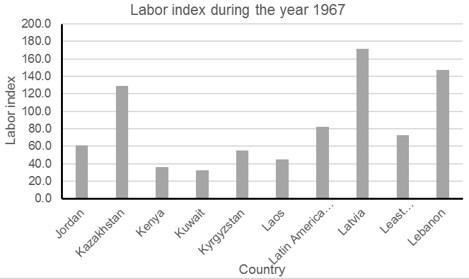 Labor index during the year 1967
200.0
180.0
160.0
140.0
120.0
100.0
80.0
60.0
40.0
20.0
0.0
Labor index
Jordan
Kazakhstan
Kenya
Kuwait
Kyrgyzstan
Laos
Latin America...
Latvia
Least...
Lebanon
Country